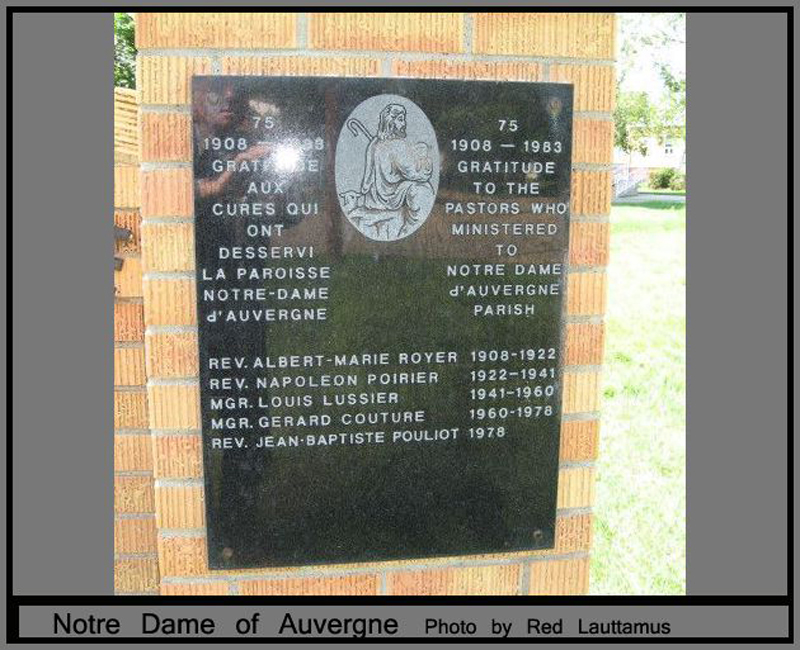 75
1908
GRATITUDE
AUX
CURES QUI
ONT
DESSERVI
LA PAROISSE
NOTRE-DAME
d'AUVERGNE
75
1908 — 1983
GRATITUDE
TO THE
PASTORS WHO
MINISTERED
TO
NOTRE DAME
d'AUVERGNE
PARISH
REV. ALBERT-MARIE ROYER 1908-1922
REV. NAPOLEON POIRIER 1922-1941
MGR. LOUIS LUSSIER 1941-1960
MGR. GERARD COUTURE 1960-1978
REV. JEAN-BAPTISTE POULIOT 1978
Notre Dame of Auvergne Photo by Red Lauttamus